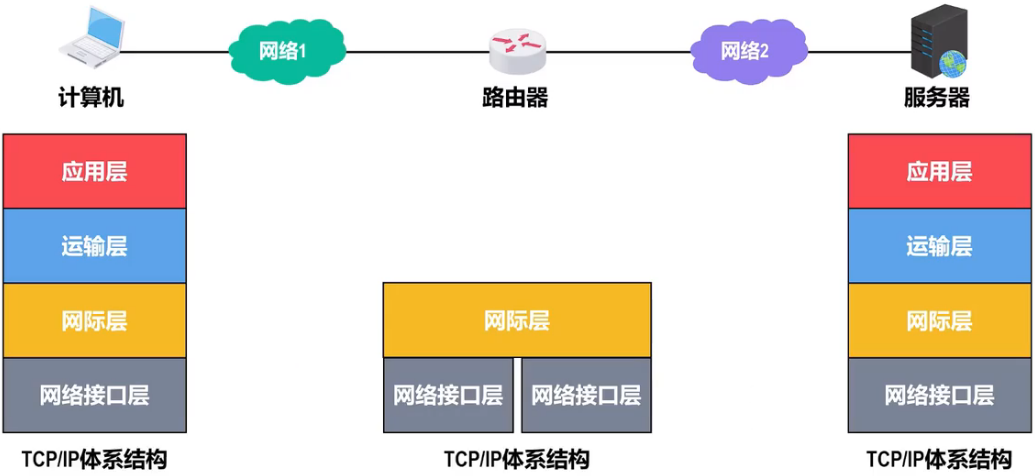 网络1
网络2
计算机
路由器
服务器
应用层
应用层
运输层
运输层
网际层
网际层
网际层
网络接口层
网络接口层
网络接口层
网络接口层
TCP/IP体系结构
TCP/IP体系结构
TCP/IP体系结构